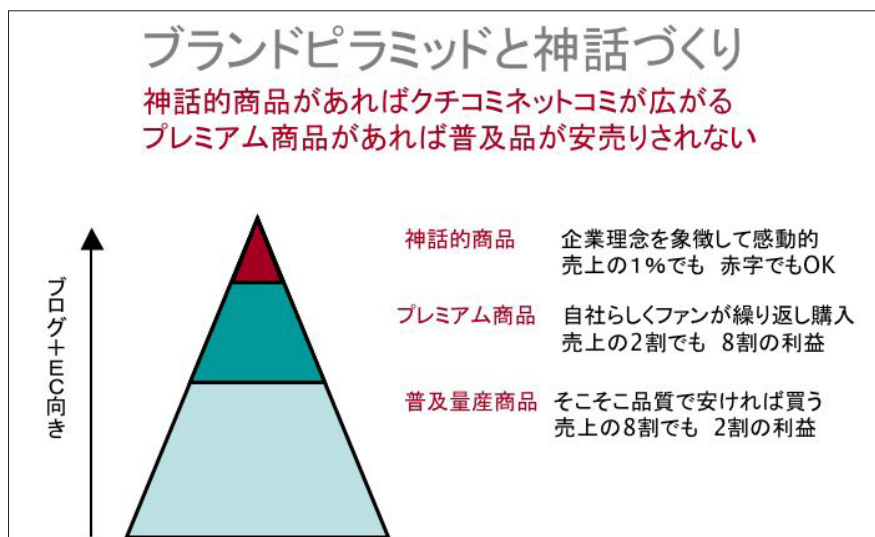 ブランドピラミッドと神話づくり
神話的商品があればクチコミネットコミが広がる
プレミアム商品があれば普及品が安売りされない
ブログ＋EC向き
神話的商品
企業理念を象徴して感動的
売上の1％でも 赤字でもOK
プレミアム商品
自社らしくファンが繰り返し購入
売上の2割でも 8割の利益
普及量産商品
そこそこ品質で安ければ買う
売上の8割でも 2割の利益